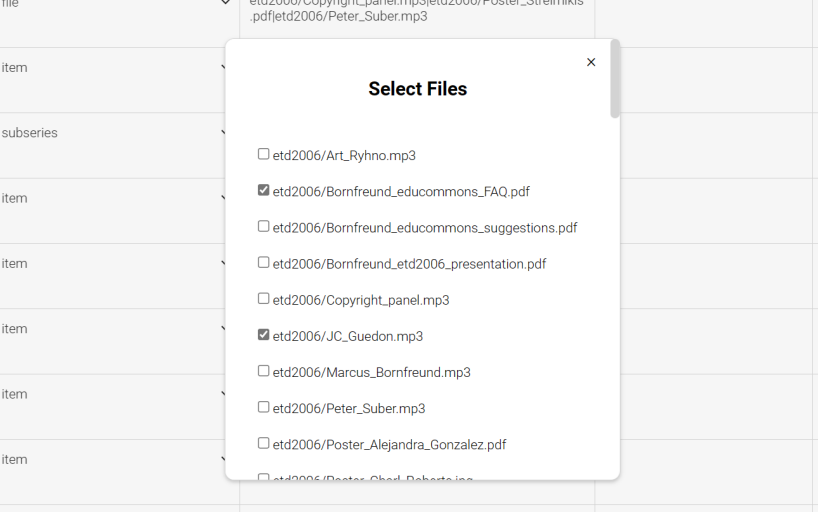 file
etd2006/Copyright_panel.mp3|etd2006/Poster_Streimikis
.pdf|etd2006/Peter_Suber.mp3
item
subseries
item
item
item
item
item
×
Select Files
etd2006/Art_Ryhno.mp3
etd2006/Bornfreund_educommons_FAQ.pdf
etd2006/Bornfreund_educommons_suggestions.pdf
etd2006/Bornfreund_etd2006_presentation.pdf
etd2006/Copyright_panel.mp3
etd2006/JC_Guedon.mp3
etd2006/Marcus_Bornfreund.mp3
etd2006/Peter_Suber.mp3
etd2006/Poster_Alejandra_Gonzalez.pdf